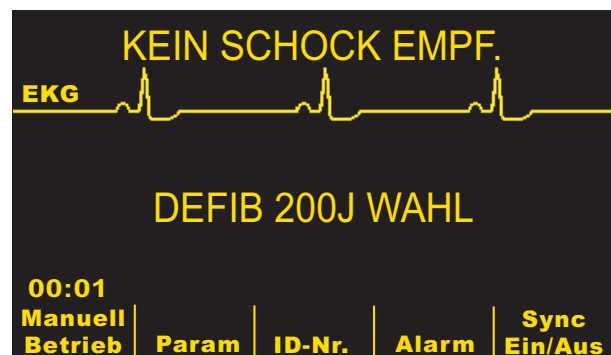 KEIN SCHOCK EMPF.
EKG
DEFIB 200J WAHL
00:01
Manuell Betrieb
Param
ID-Nr.
Alarm
Sync Ein/Aus